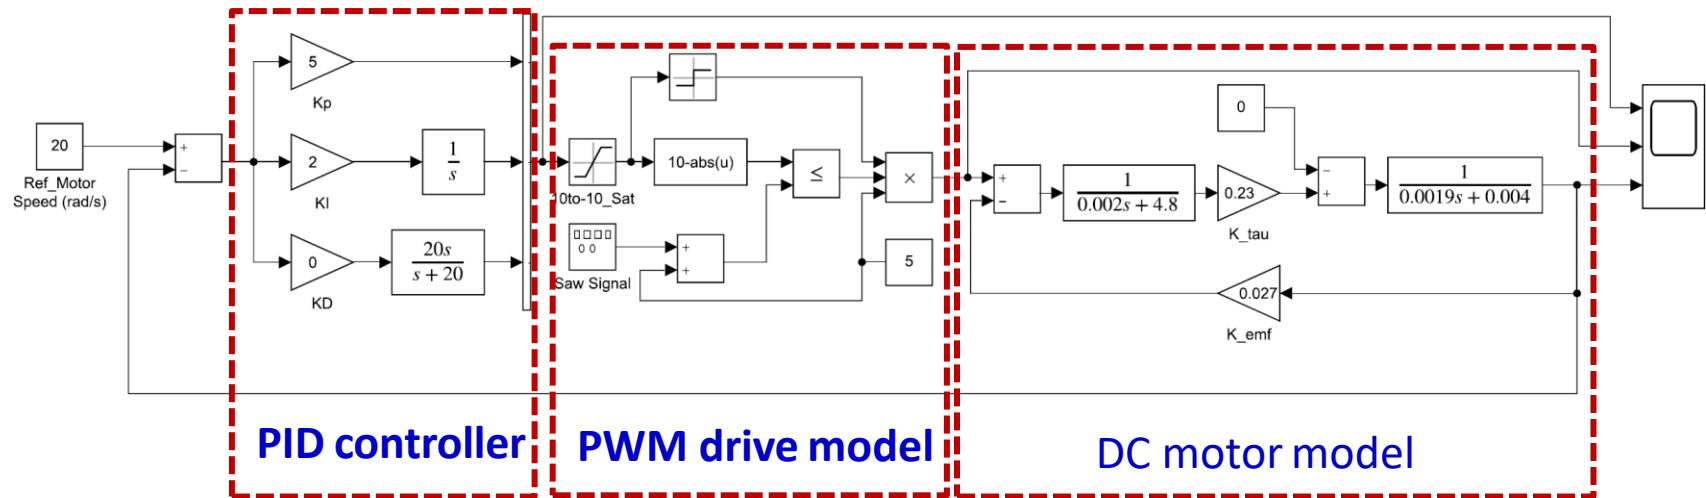 20
Ref_Motor
Speed (rad/s)
+
−
5
Kp
2
KI
1
s
0
KD
20s
s + 20
PID controller
10to-10_Sat
10-abs(u)
≤
×
Saw Signal
+
+
5
PWM drive model
+
−
1
0.002s + 4.8
0.23
K_tau
0
−
+
1
0.0019s + 0.004
0.027
K_emf
DC motor model